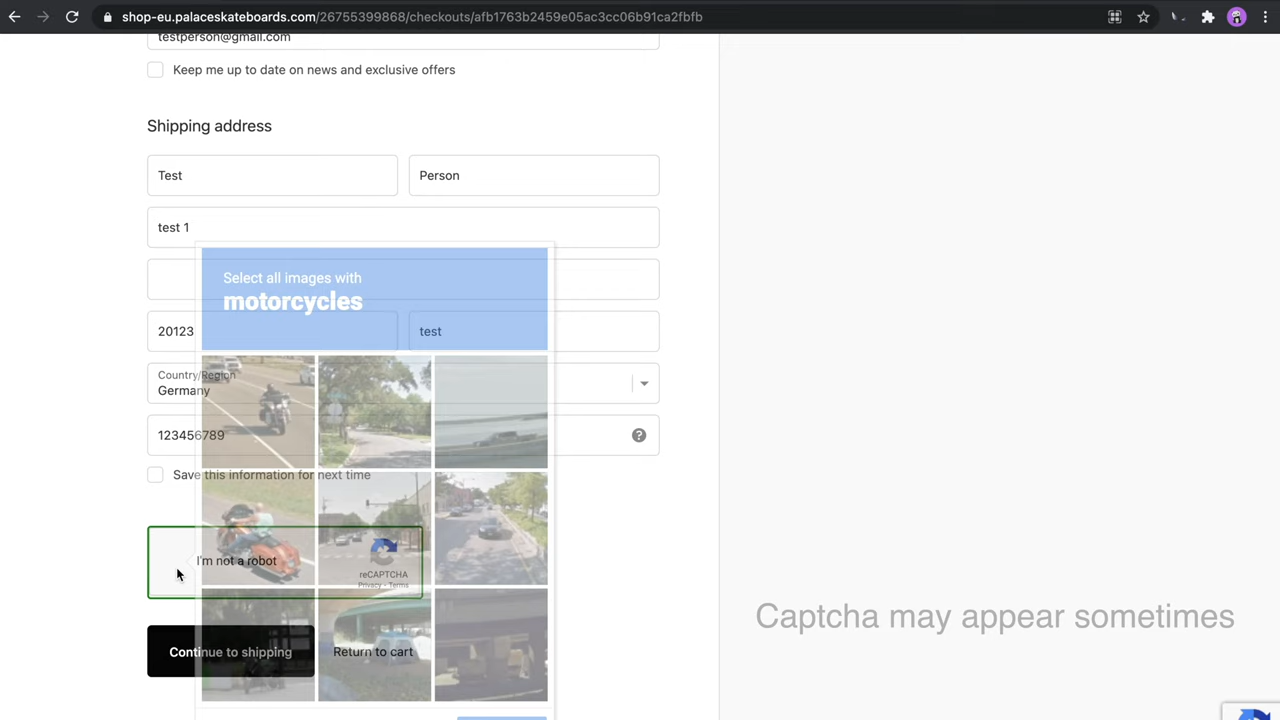 shop-eu.palaceskateboards.com/26755399868/checkouts/afb1763b2459e05ac3cc06b91ca2fbfb
testperson@gmail.com
Keep me up to date on news and exclusive offers
Shipping address
Test
Person
test 1
Select all images with
motorcycles
20123
test
Country/Region
Germany
123456789
Save this information for next time
I'm not a robot
reCAPTCHA
Privacy - Terms
Captcha may appear sometimes
Continue to shipping
Return to cart